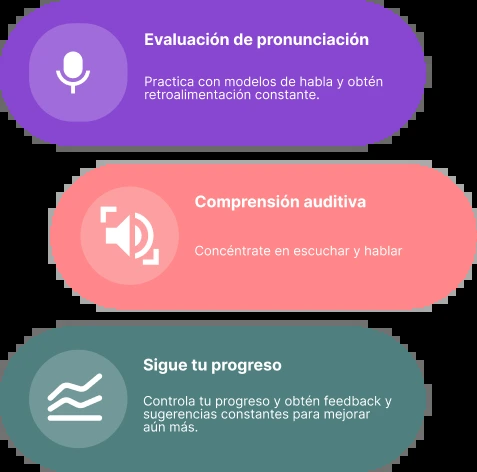 Evaluación de pronunciación
Practica con modelos de habla y obtén
retroalimentación constante.
Comprensión auditiva
Concéntrate en escuchar y hablar
Sigue tu progreso
Controla tu progreso y obtén feedback y
sugerencias constantes para mejorar
aún más.